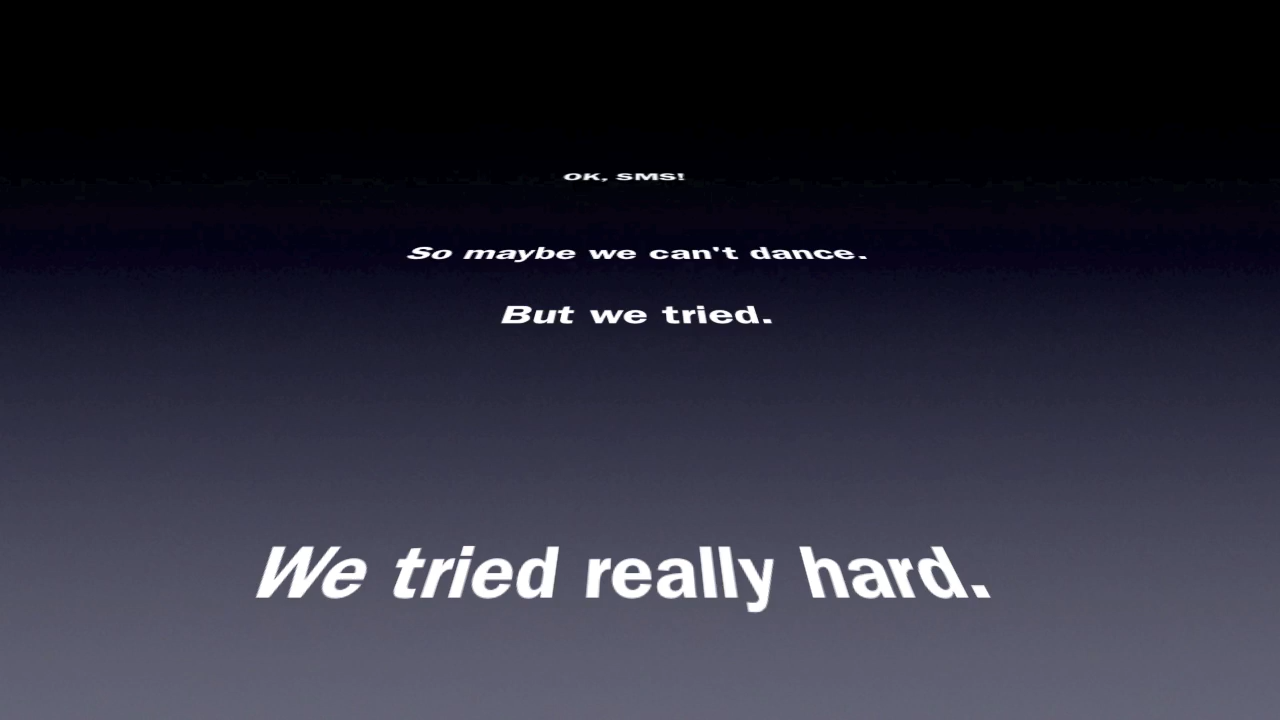 OK, SMS!
So maybe we can't dance.
But we tried.
We tried really hard.